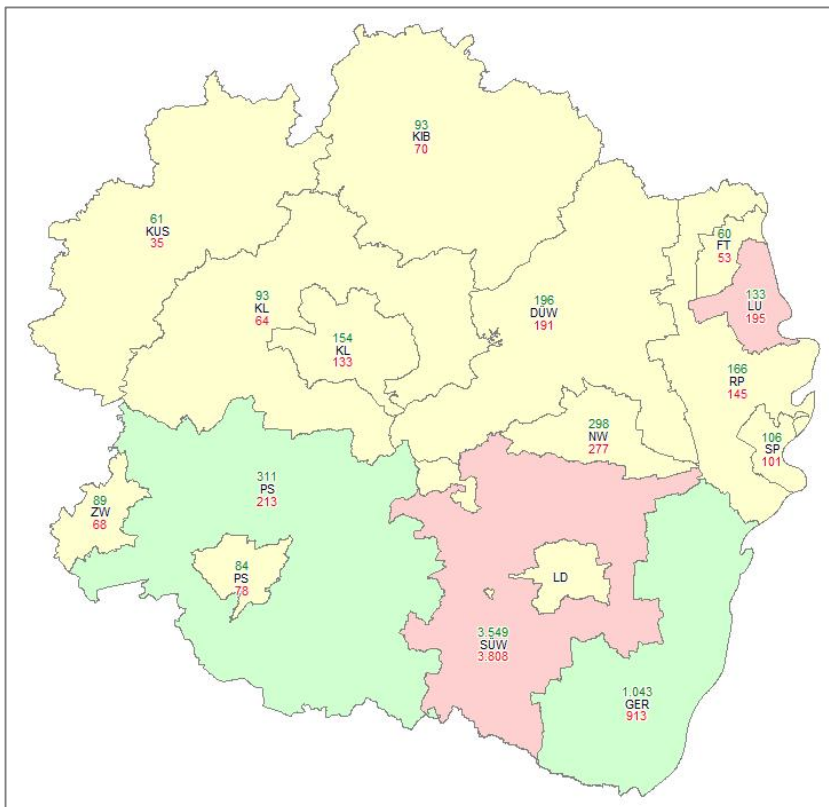 93
KIB
70
61
KUS
35
60
FT
53
93
KL
64
133
LU
195
196
DÜW
191
154
KL
133
166
RP
145
298
NW
277
106
SP
101
311
PS
213
89
ZW
68
84
PS
78
LD
3.549
SÜW
3.808
1.043
GER
913